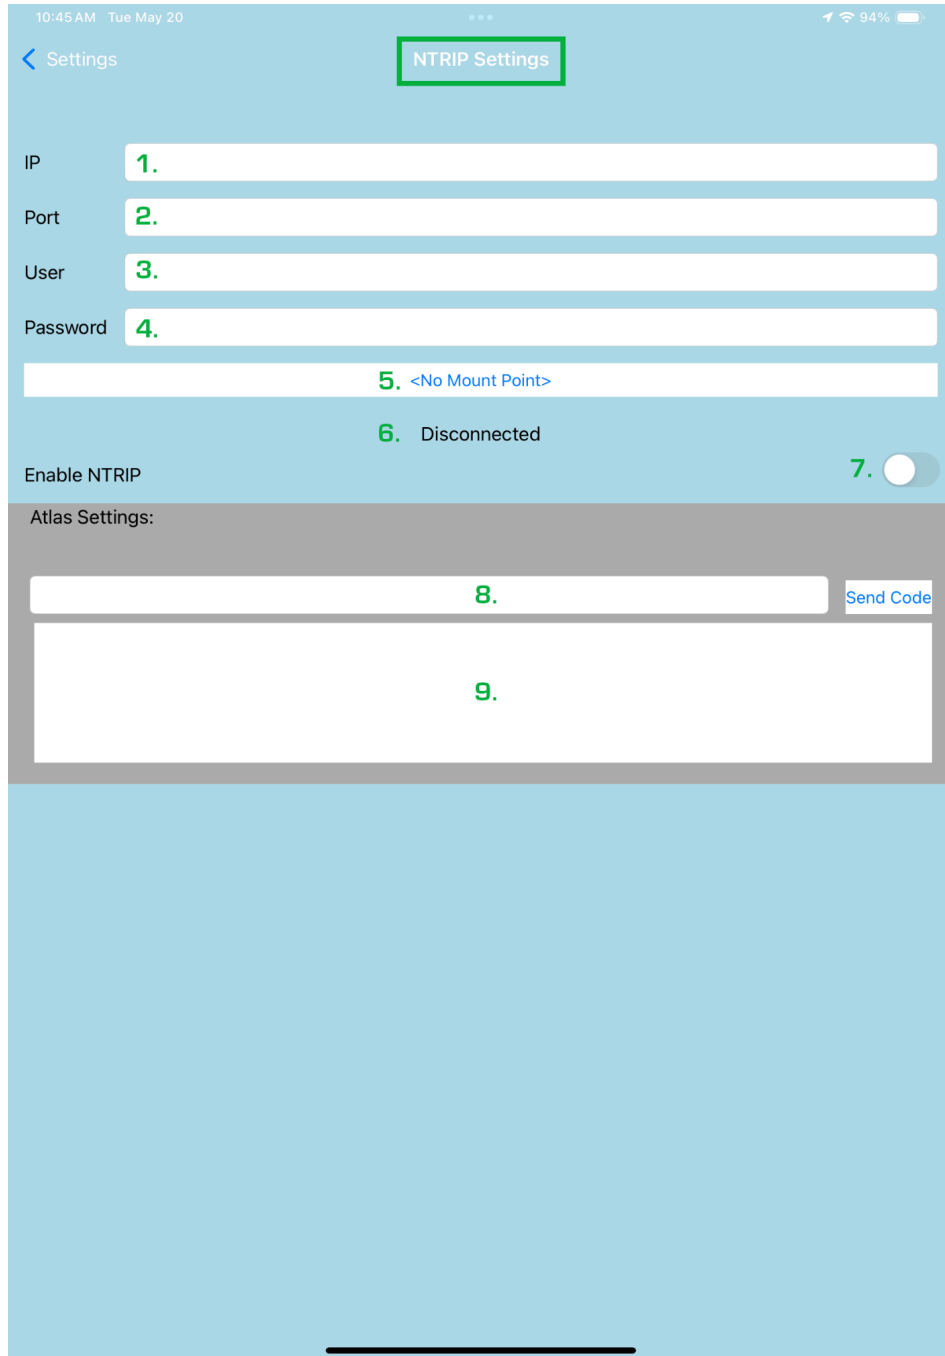 10:45 AM Tue May 20 94%
Settings NTRIP Settings
IP 1.
Port 2.
User 3.
Password 4.
5. <No Mount Point>
6. Disconnected
Enable NTRIP 7.
Atlas Settings:
8. Send Code
9.